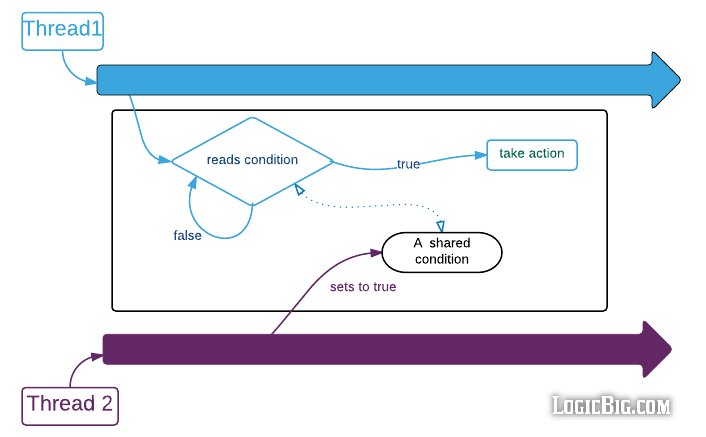 Thread1
reads condition
true
take action
false
A shared
condition
sets to true
Thread 2
LogicBig.com